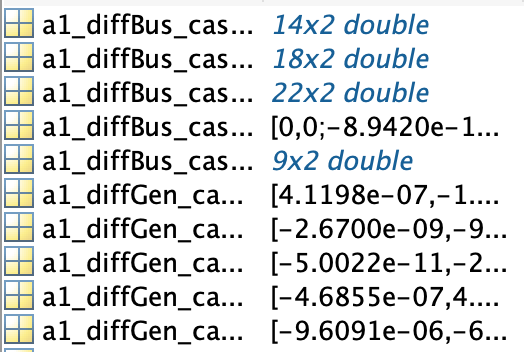 a1_diffBus_cas... 14x2 double
a1_diffBus_cas... 18x2 double
a1_diffBus_cas... 22x2 double
a1_diffBus_cas... [0,0;-8.9420e-1...
a1_diffBus_cas... 9x2 double
a1_diffGen_ca... [4.1198e-07,-1....
a1_diffGen_ca... [-2.6700e-09,-9...
a1_diffGen_ca... [-5.0022e-11,-2...
a1_diffGen_ca... [-4.6855e-07,4....
a1_diffGen_ca... [-9.6091e-06,-6...